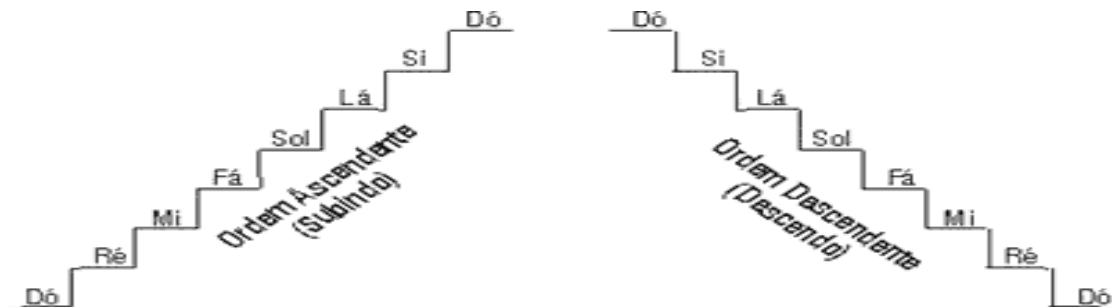 Dó
Si
Lá
Sol
Fá
Mi
Ré
Dó
Ordem Ascendente
(Subindo)
Dó
Si
Lá
Sol
Fá
Mi
Ré
Dó
Ordem Descendente
(Descendo)